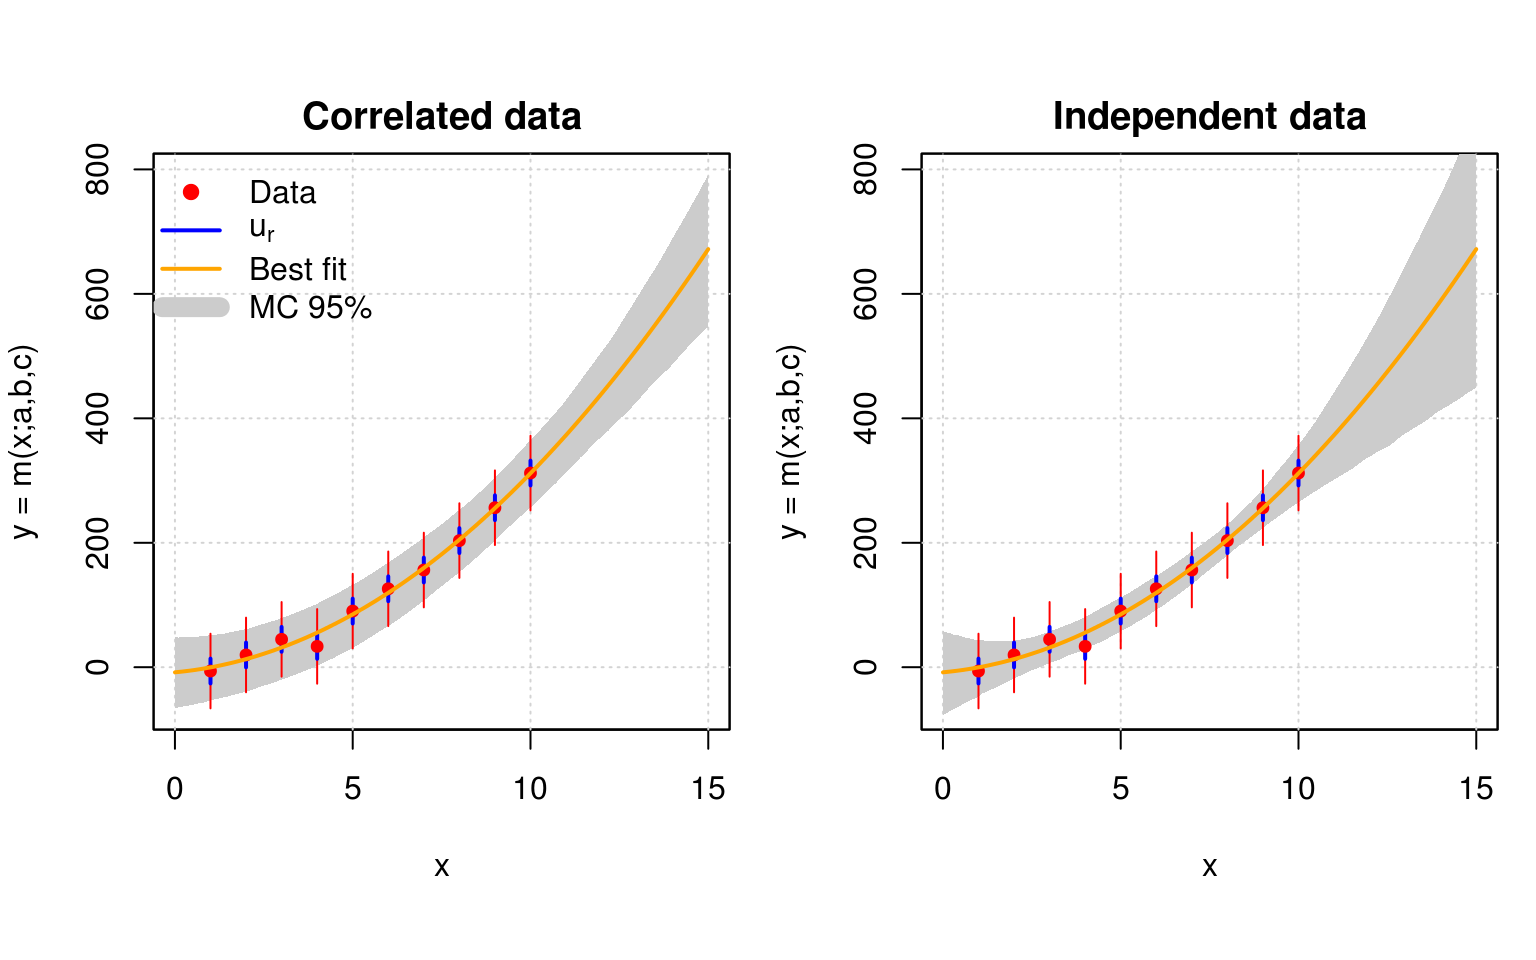 Correlated data
Data
uᵣ
Best fit
MC 95%
y = m(x;a,b,c)
0
200
400
600
800
0
5
10
15
x
Independent data
y = m(x;a,b,c)
0
200
400
600
800
0
5
10
15
x